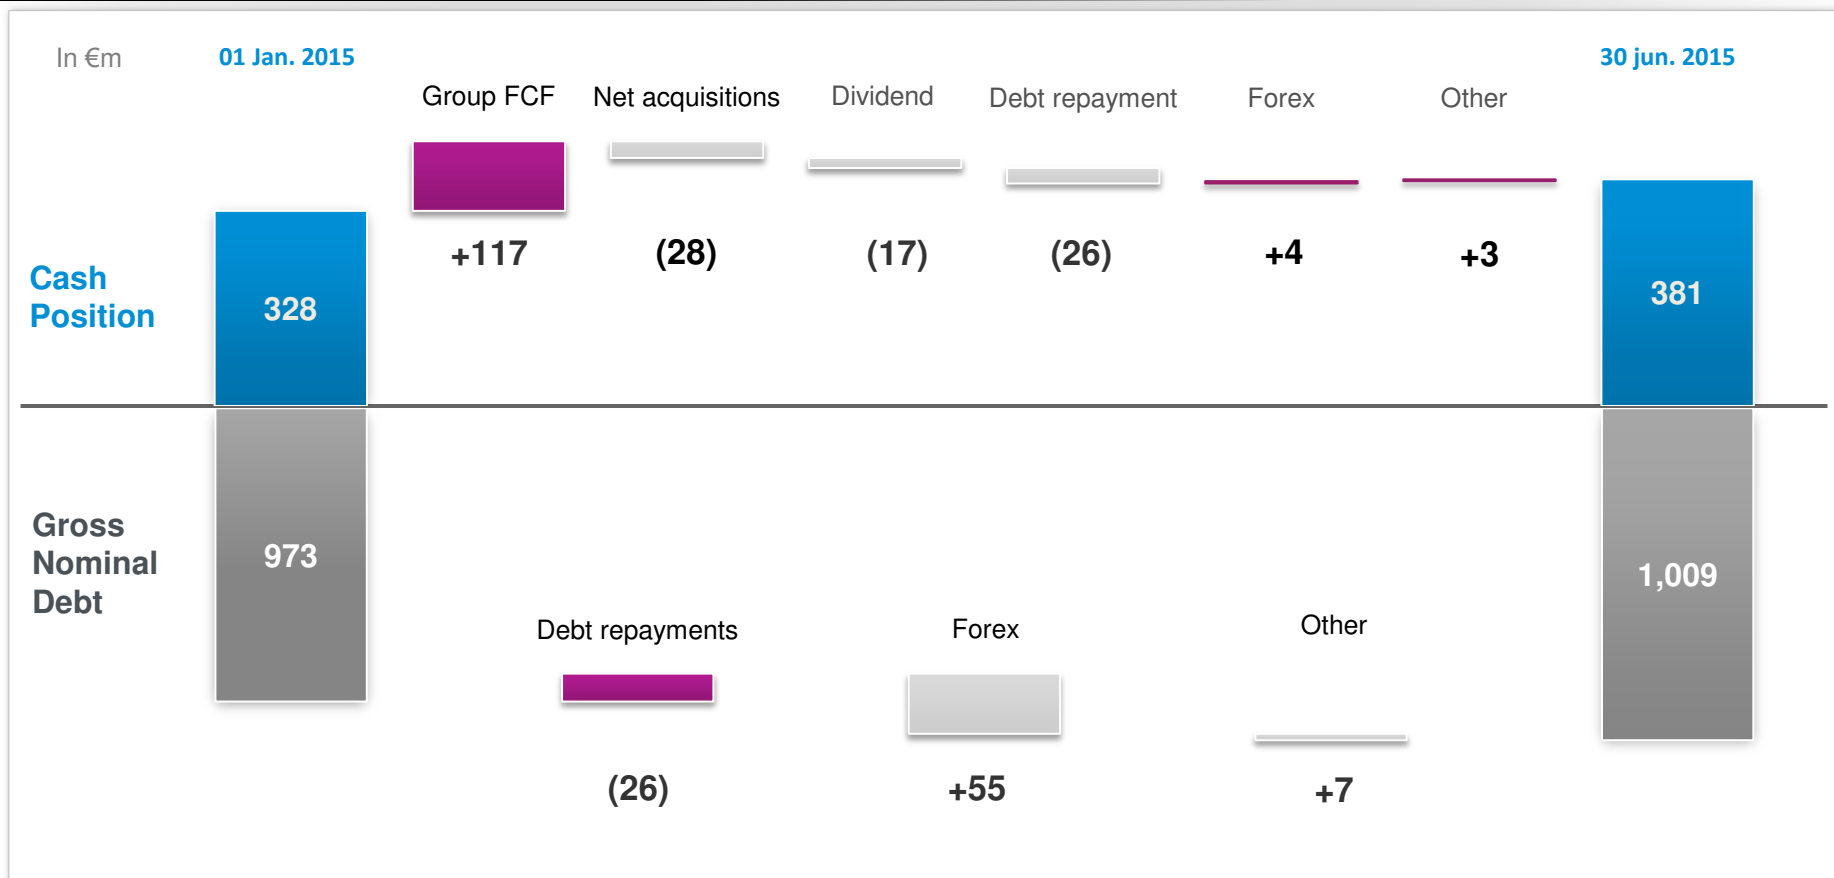 In €m
01 Jan. 2015
30 jun. 2015
Group FCF
Net acquisitions
Dividend
Debt repayment
Forex
Other
+117
(28)
(17)
(26)
+4
+3
Cash
Position
328
381
Gross
Nominal
Debt
973
1,009
Debt repayments
Forex
Other
(26)
+55
+7